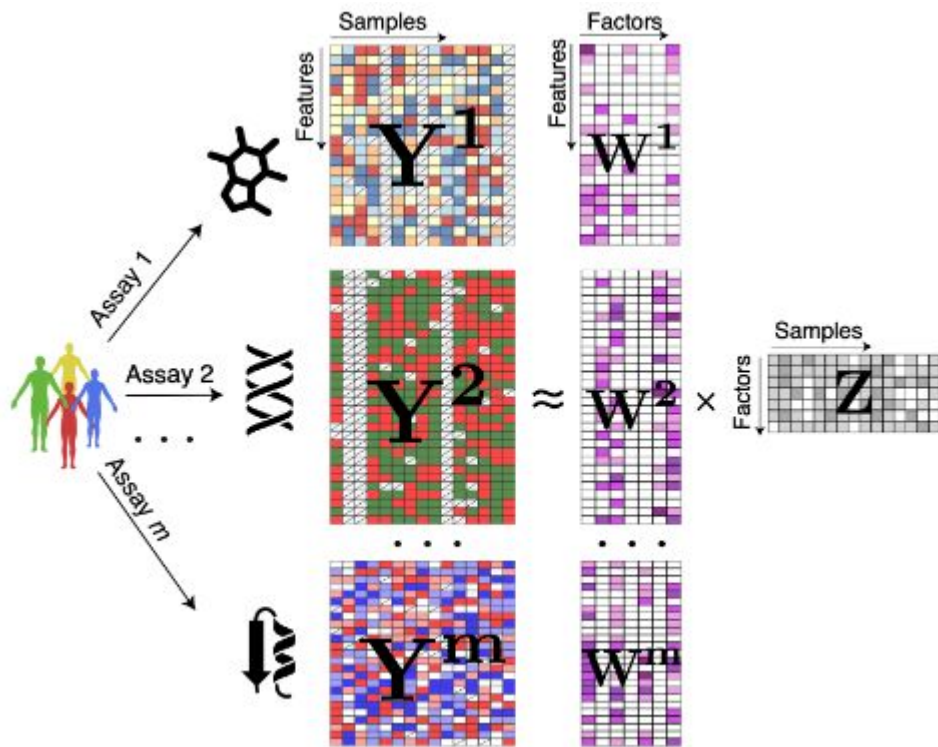 Samples
Factors
Features
Features
Y¹
W¹
Assay 1
Assay 2
. . .
Assay m
Y²
≈
W²
×
Samples
Factors
Z
. . .
. . .
Yᵐ
Wᵐ